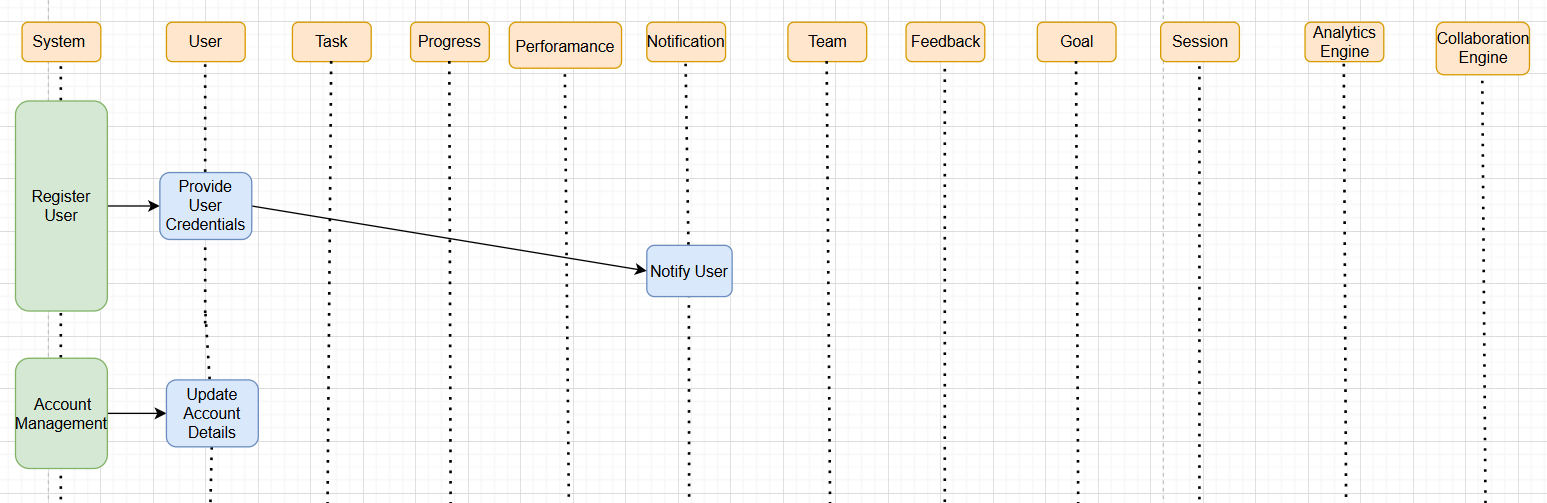 System
User
Task
Progress
Perforamance
Notification
Team
Feedback
Goal
Session
Analytics
Engine
Collaboration
Engine
Register
User
Provide
User
Credentials
Notify User
Account
Management
Update
Account
Details